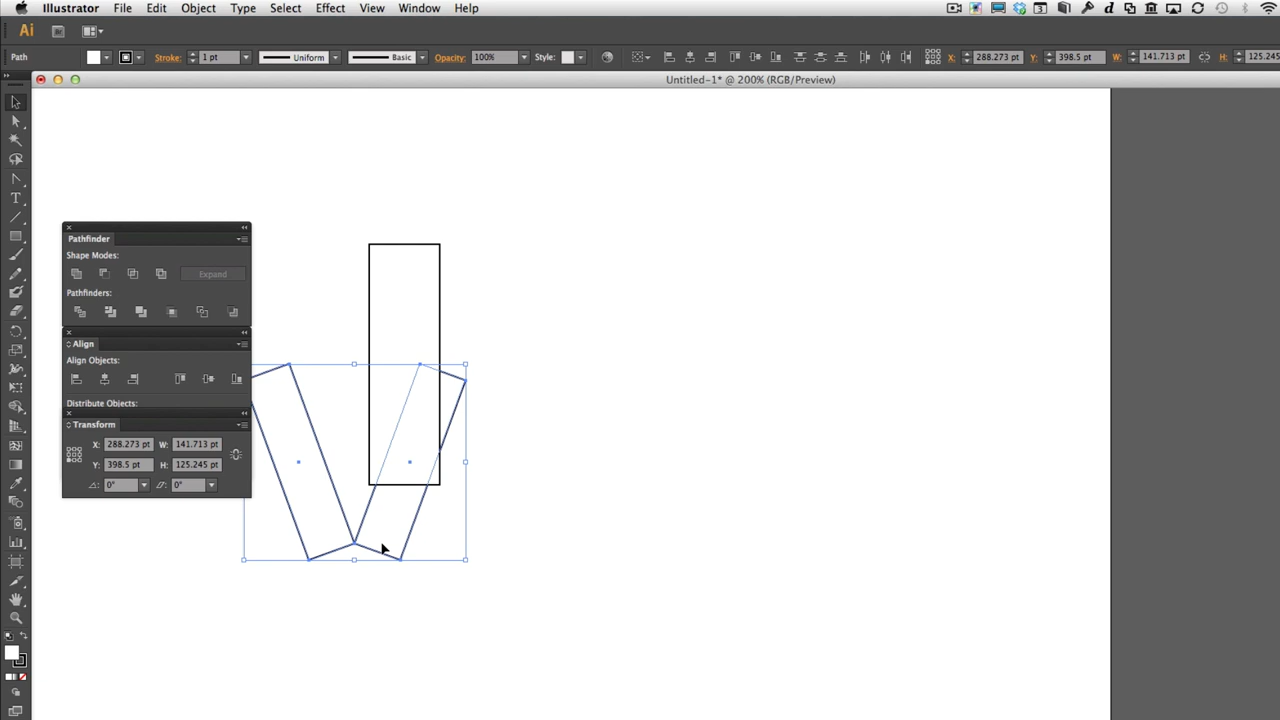 Illustrator File Edit Object Type Select Effect View Window Help
3
Ai Br
Path Stroke: 1 pt Uniform Basic Opacity: 100% Style: X: 288.273 pt Y: 398.5 pt W: 141.713 pt H: 125.245
Untitled-1* @ 200% (RGB/Preview)
Pathfinder
Shape Modes:
Expand
Pathfinders:
Align
Align Objects:
Distribute Objects:
Transform
X: 288.273 pt W: 141.713 pt
Y: 398.5 pt H: 125.245 pt
0° 0°